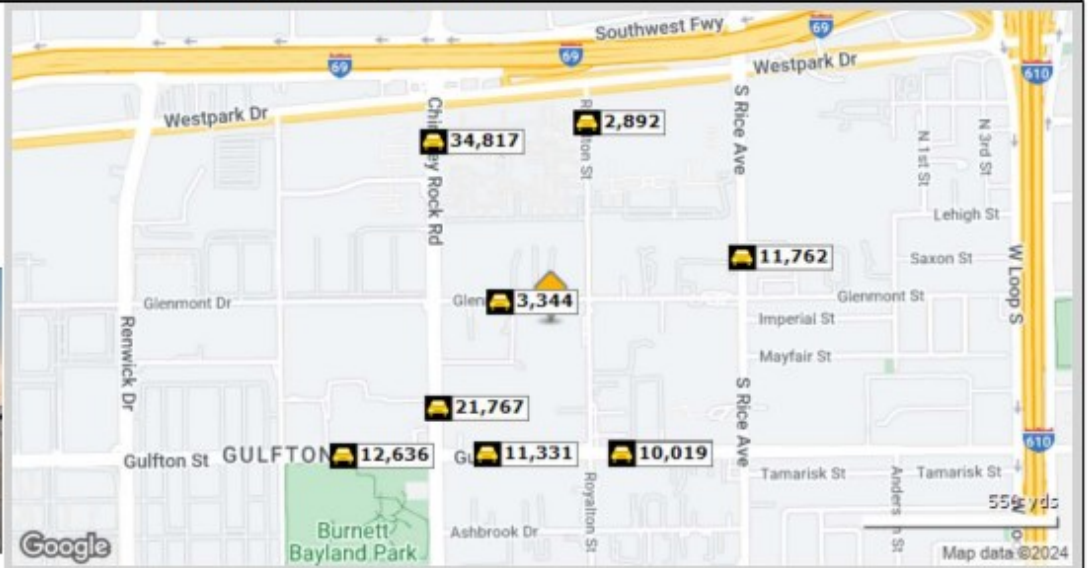 Southwest Fwy
69
69
69
610
Westpark Dr
Westpark Dr
S Rice Ave
2,892
34,817
N 1st St
N 3rd St
Lehigh St
11,762
Saxon St
W Loop S
Glenmont Dr
3,344
Glenmont St
Imperial St
Renwick Dr
Mayfair St
21,767
S Rice Ave
610
Gulfton St
GULFTON
12,636
11,331
10,019
Tamarisk St
Tamarisk St
Royalton St
Burnett
Bayland Park
Ashbrook Dr
yds
Google
Map data ©2024